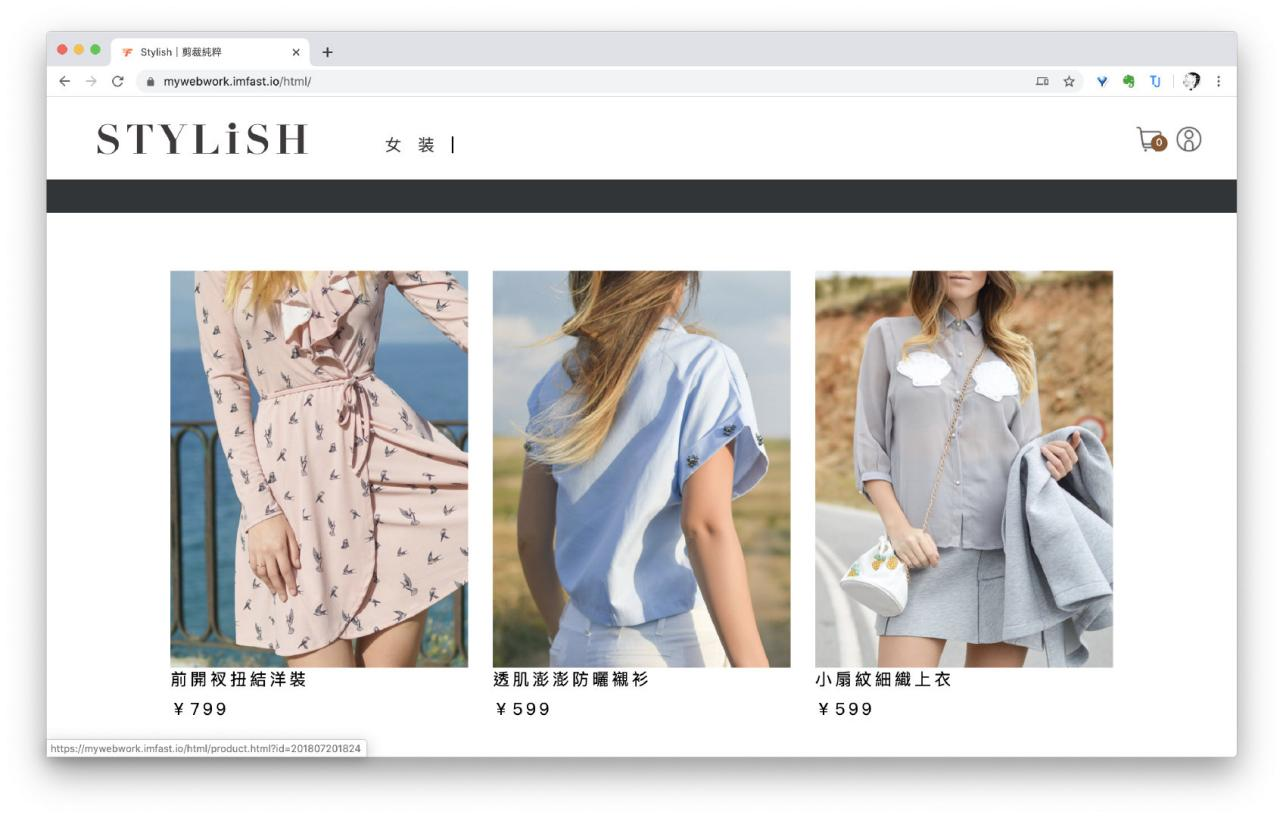 Stylish｜剪裁純粹
mywebwork.imfast.io/html/
STYLiSH
女 装 |
0
前開衩扭結洋裝
¥799
透肌澎澎防曬襯衫
¥599
小扇紋細織上衣
¥599
https://mywebwork.imfast.io/html/product.html?id=201807201824